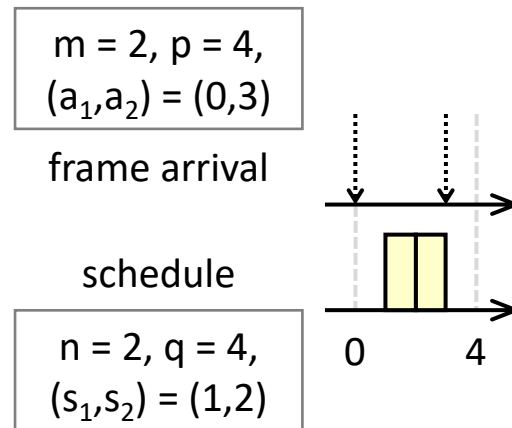 m = 2, p = 4,
(a₁,a₂) = (0,3)
frame arrival
schedule
n = 2, q = 4,
(s₁,s₂) = (1,2)
0 4